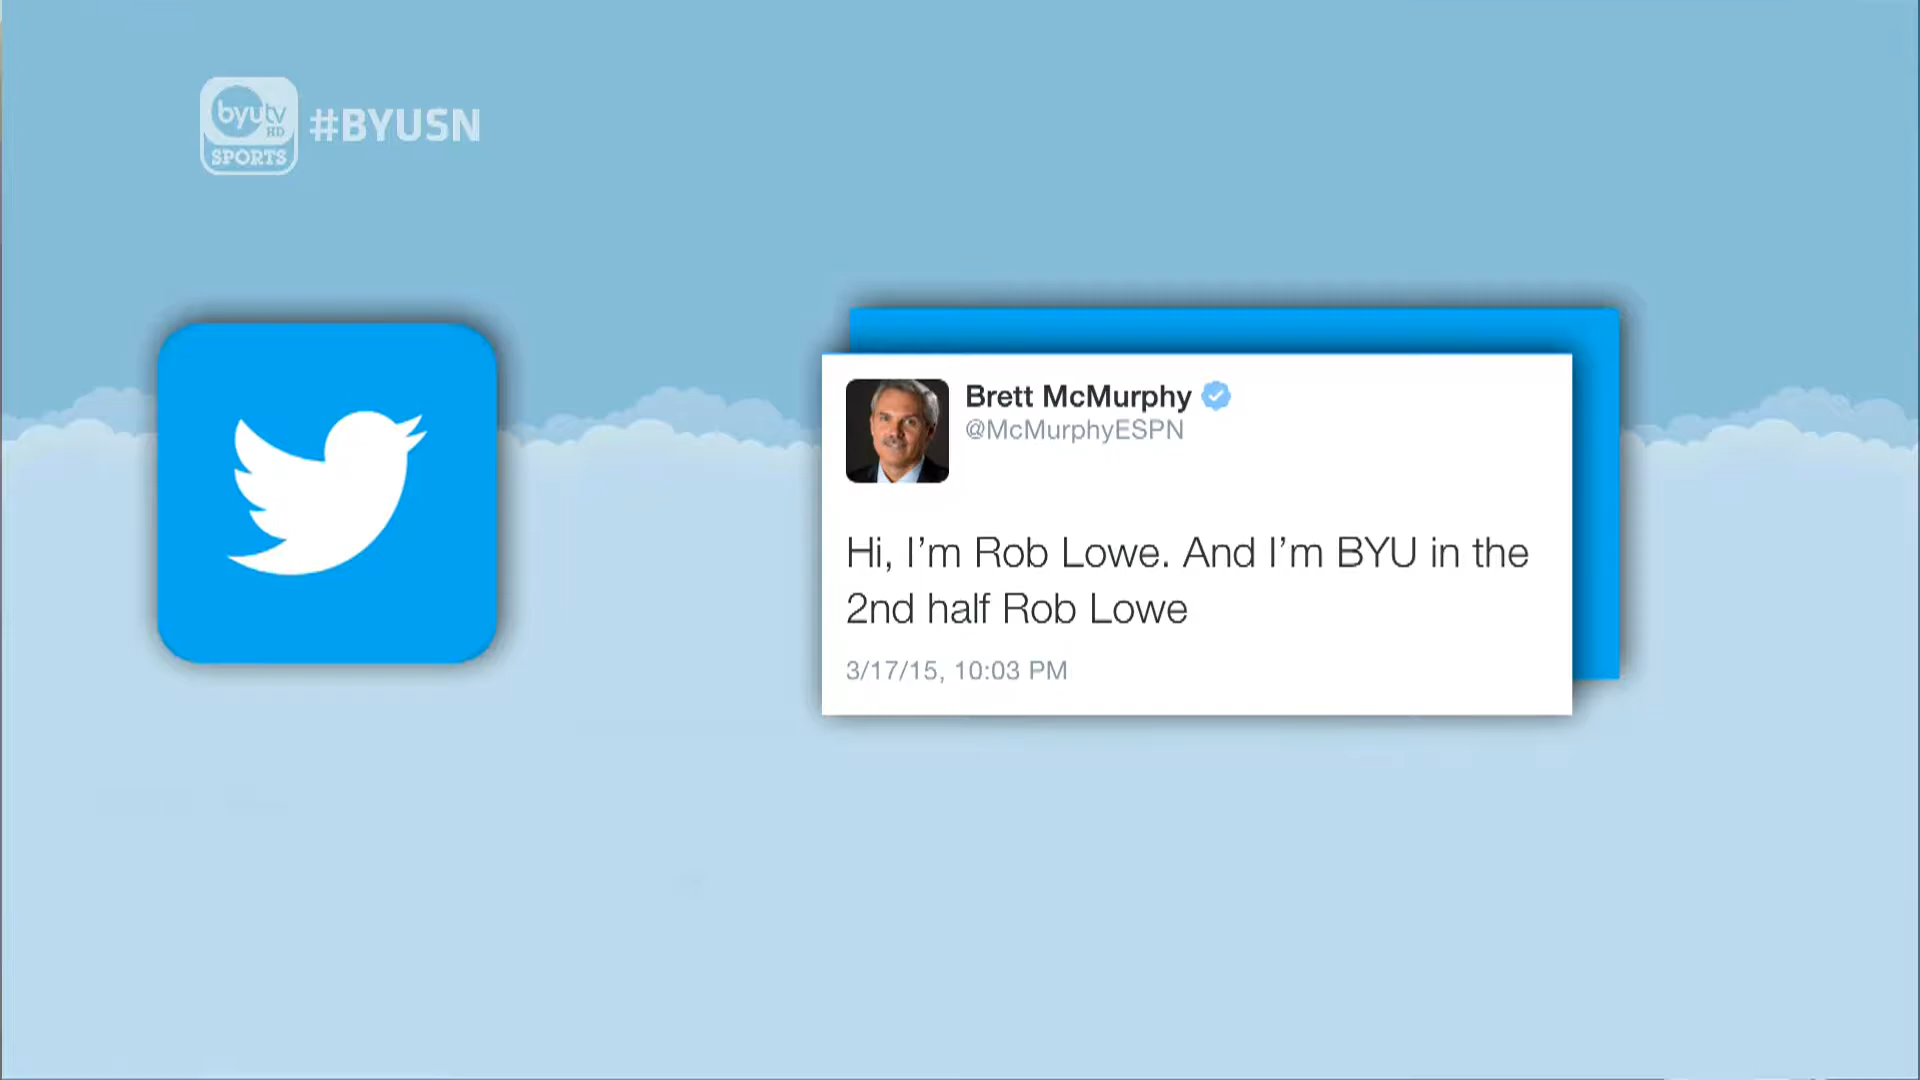 byutv
HD
SPORTS
#BYUSN
Brett McMurphy
@McMurphyESPN
Hi, I’m Rob Lowe. And I’m BYU in the
2nd half Rob Lowe
3/17/15, 10:03 PM